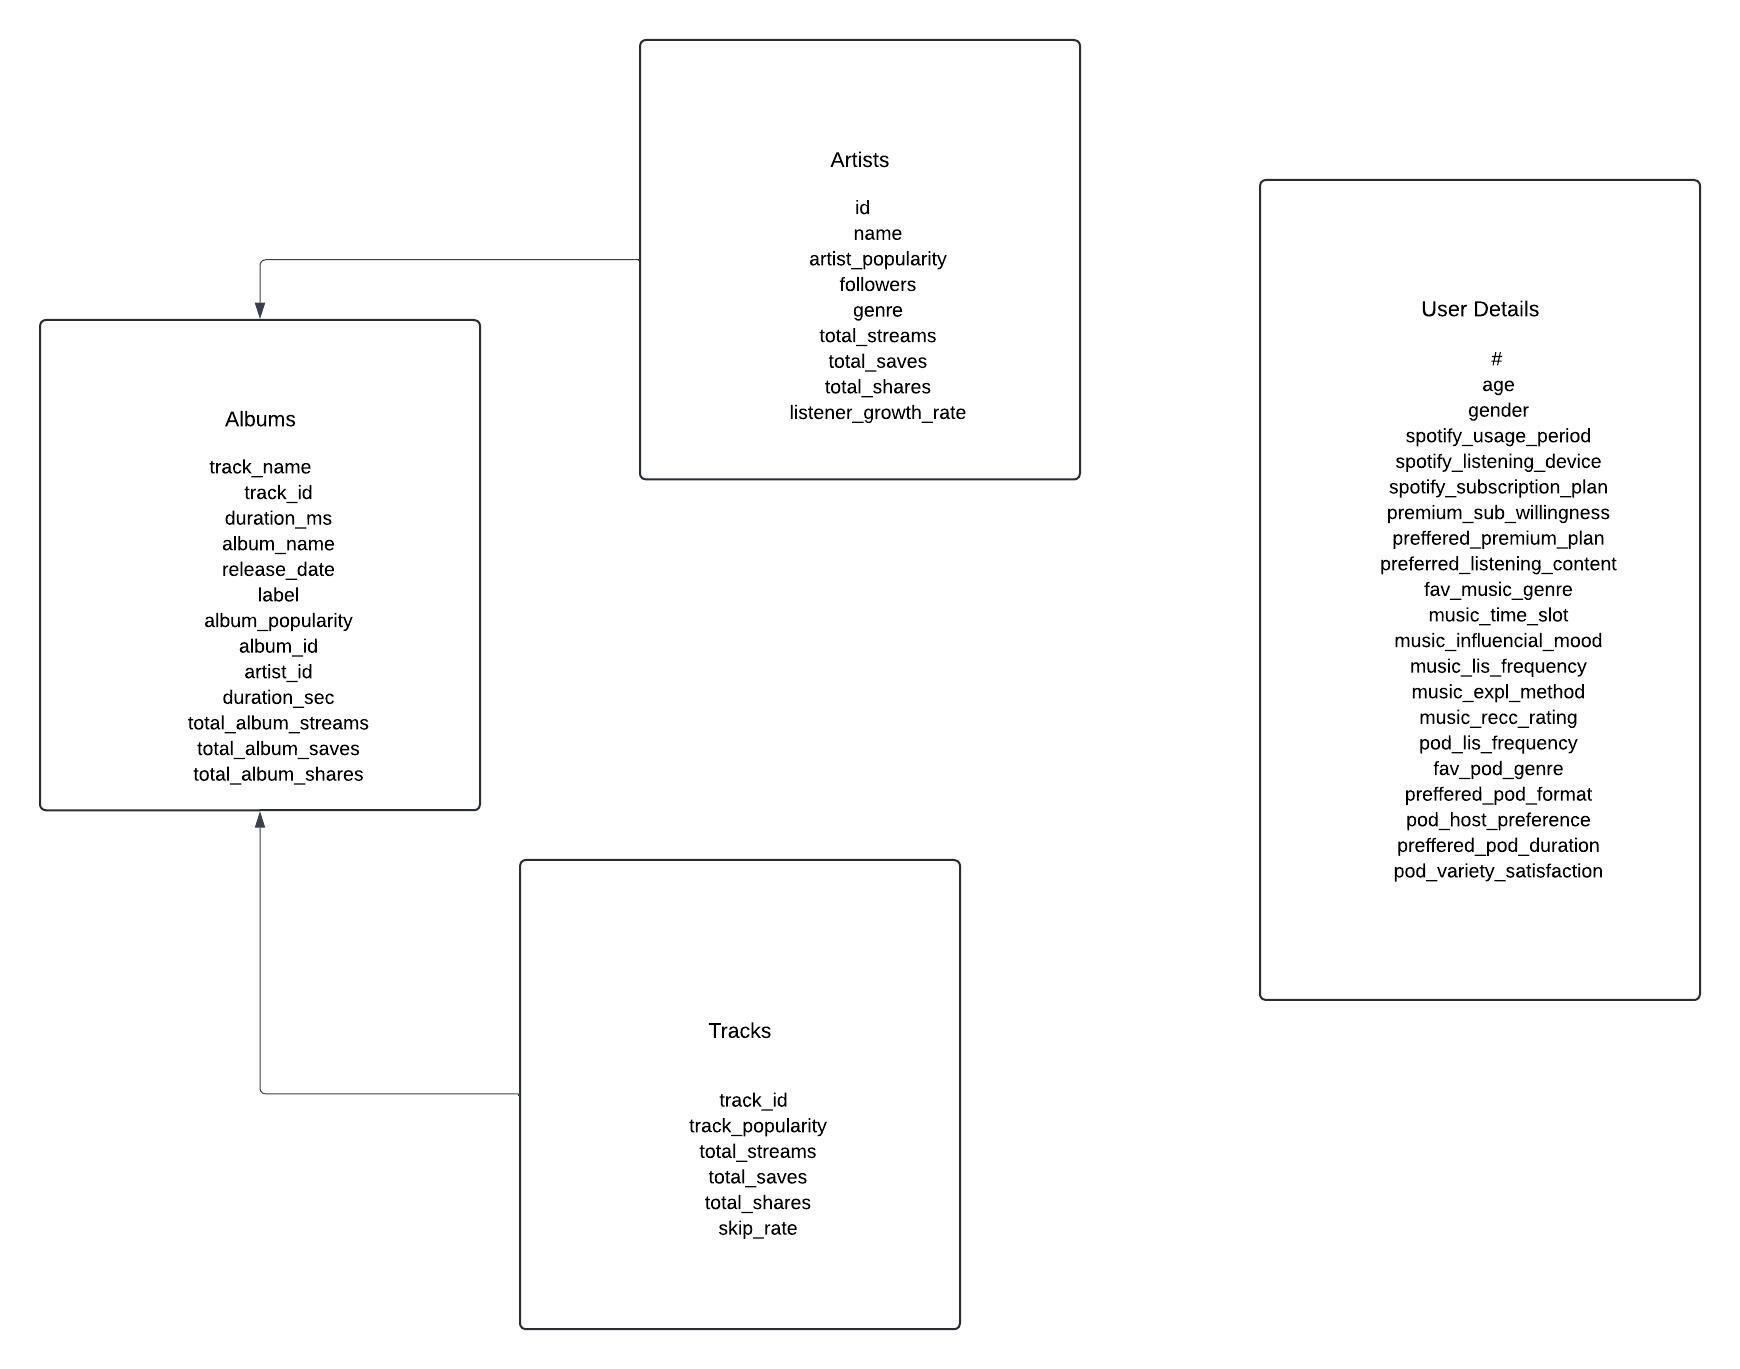 Artists
id
name
artist_popularity
followers
genre
total_streams
total_saves
total_shares
listener_growth_rate
Albums
track_name
track_id
duration_ms
album_name
release_date
label
album_popularity
album_id
artist_id
duration_sec
total_album_streams
total_album_saves
total_album_shares
User Details
#
age
gender
spotify_usage_period
spotify_listening_device
spotify_subscription_plan
premium_sub_willingness
preffered_premium_plan
preferred_listening_content
fav_music_genre
music_time_slot
music_influencial_mood
music_lis_frequency
music_expl_method
music_recc_rating
pod_lis_frequency
fav_pod_genre
preffered_pod_format
pod_host_preference
preffered_pod_duration
pod_variety_satisfaction
Tracks
track_id
track_popularity
total_streams
total_saves
total_shares
skip_rate